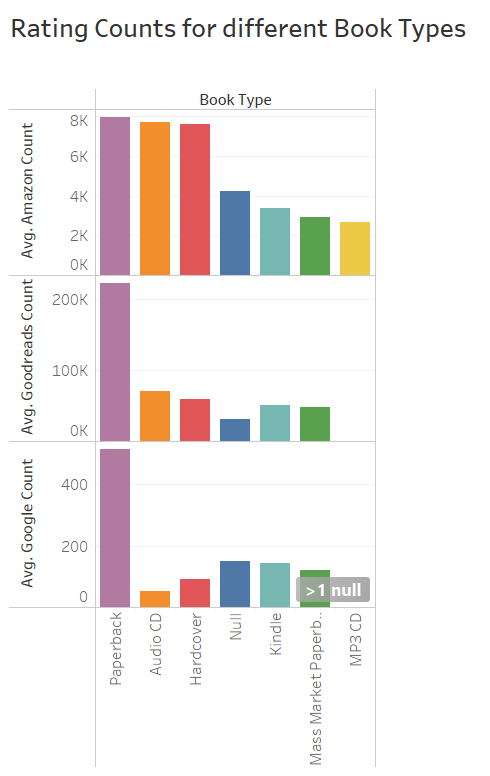 Rating Counts for different Book Types
Book Type
Avg. Amazon Count
8K
6K
4K
2K
0K
Avg. Goodreads Count
200K
100K
0K
Avg. Google Count
400
200
0
>1 null
Paperback
Audio CD
Hardcover
Null
Kindle
Mass Market Paperb..
MP3 CD